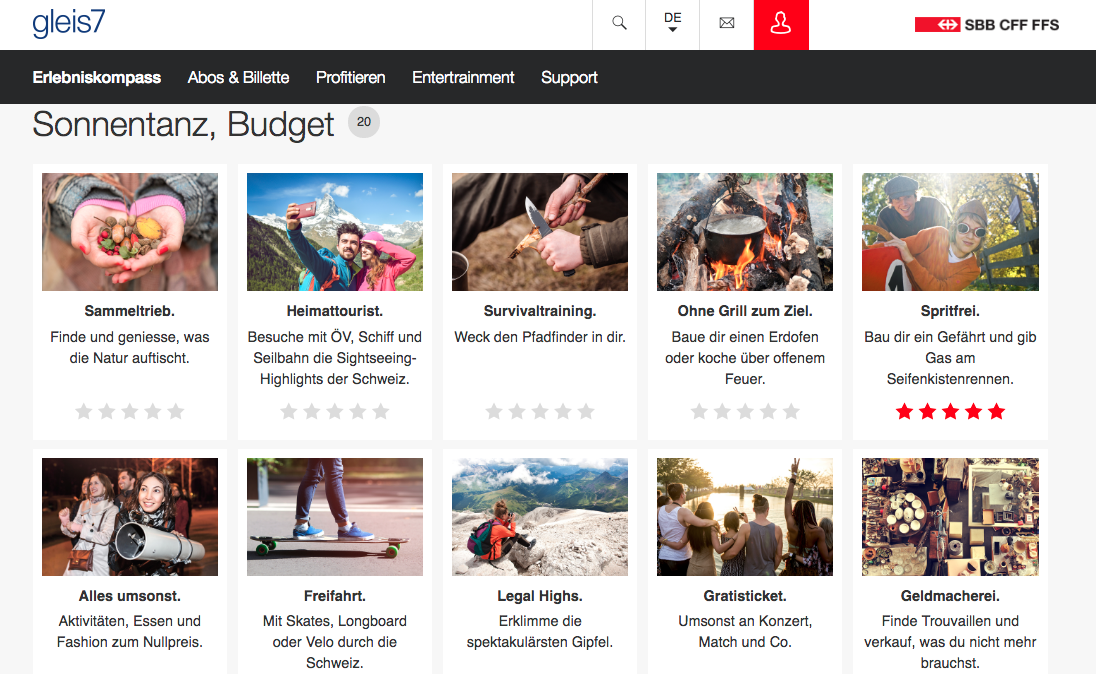 gleis7
DE
SBB CFF FFS
Erlebniskompass Abos & Billette Profitieren Entertrainment Support
Sonnentanz, Budget 20
Sammeltrieb.
Finde und geniesse, was
die Natur auftischt.
Heimattourist.
Besuche mit ÖV, Schiff und
Seilbahn die Sightseeing-
Highlights der Schweiz.
Survivaltraining.
Weck den Pfadfinder in dir.
Ohne Grill zum Ziel.
Baue dir einen Erdofen
oder koche über offenem
Feuer.
Spritfrei.
Bau dir ein Gefährt und gib
Gas am
Seifenkistenrennen.
Alles umsonst.
Aktivitäten, Essen und
Fashion zum Nullpreis.
Freifahrt.
Mit Skates, Longboard
oder Velo durch die
Schweiz.
Legal Highs.
Erklimme die
spektakulärsten Gipfel.
Gratisticket.
Umsonst an Konzert,
Match und Co.
Geldmacherei.
Finde Trouvaillen und
verkauf, was du nicht mehr
brauchst.